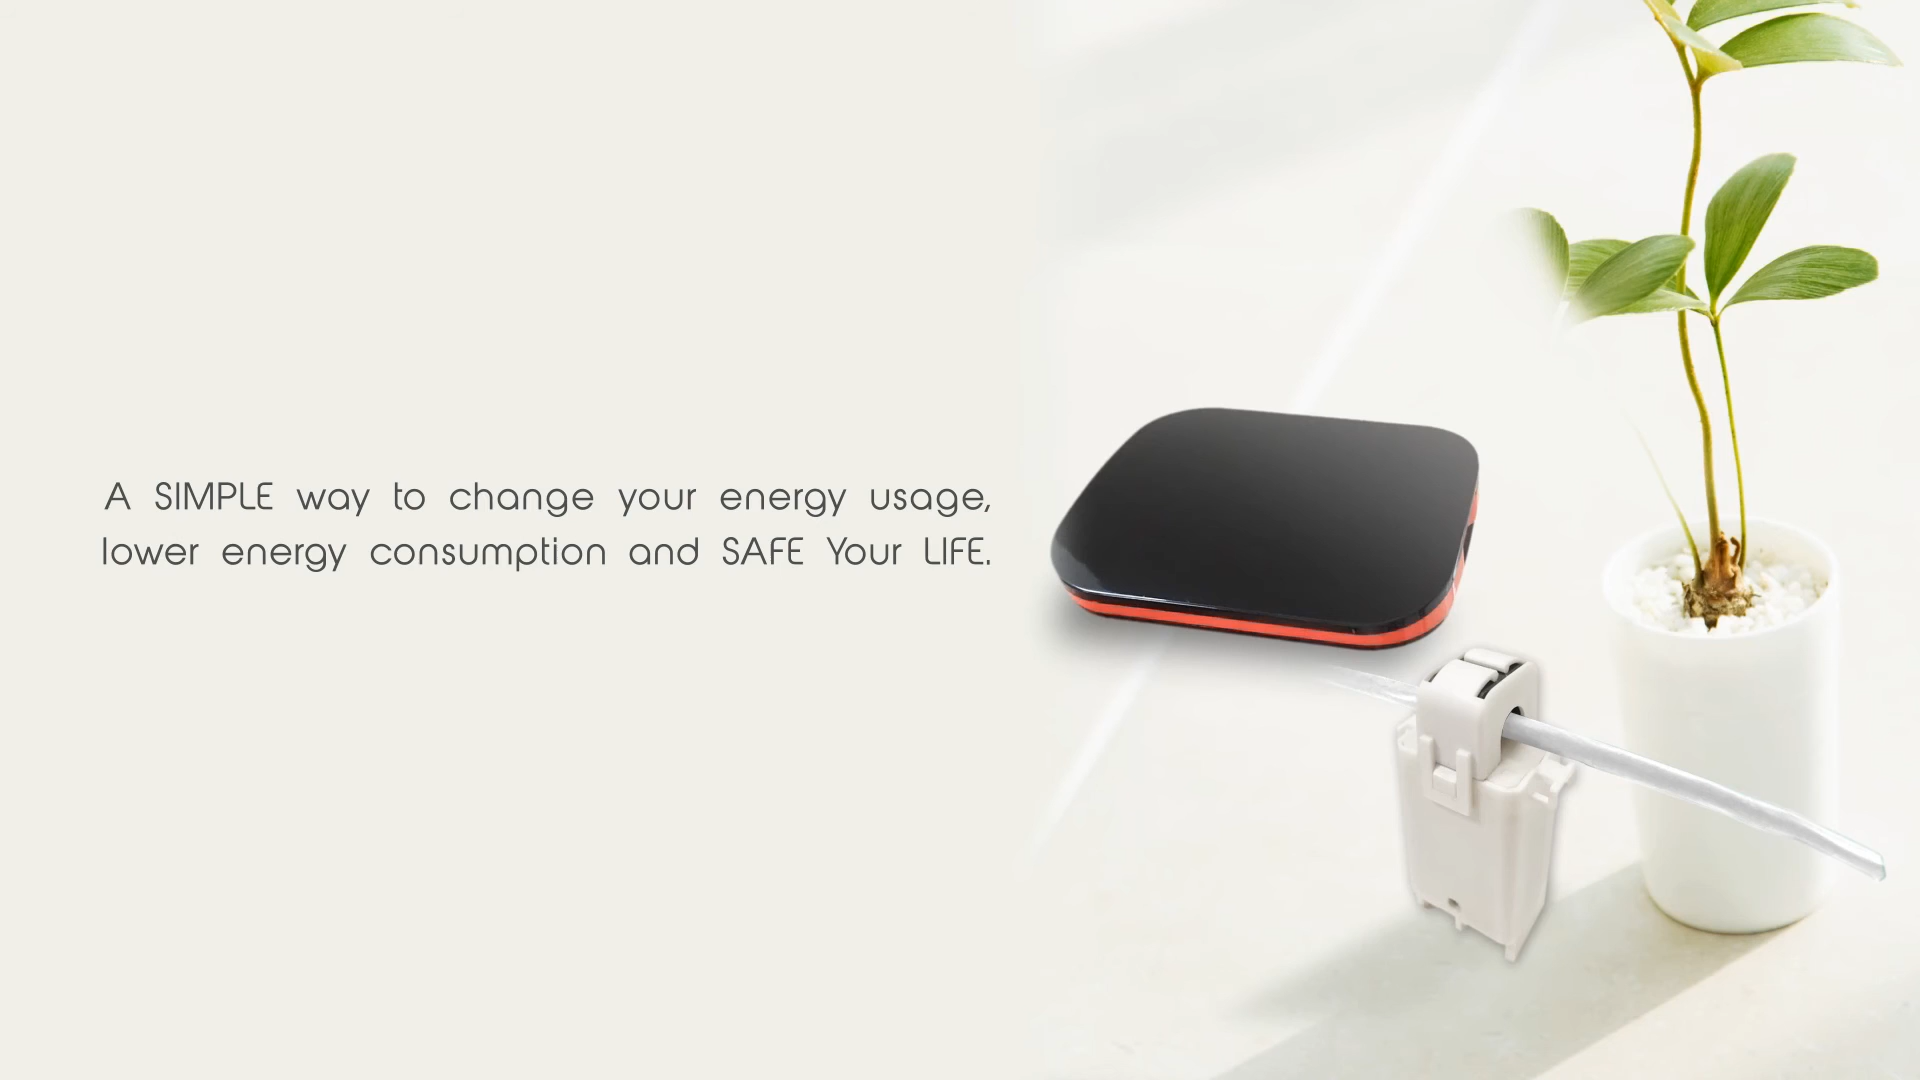 A SIMPLE way to change your energy usage,
lower energy consumption and SAFE Your LIFE.